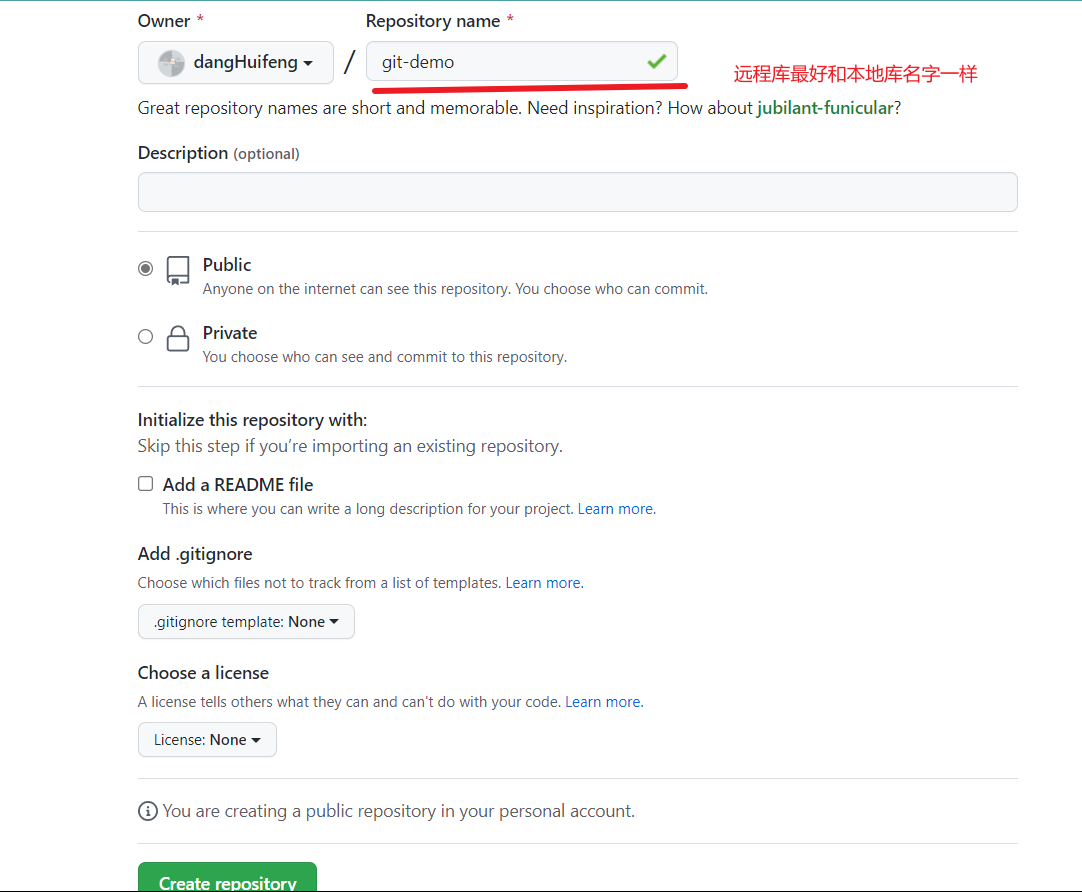 Owner * Repository name *
dangHuifeng / git-demo
远程库最好和本地库名字一样
Great repository names are short and memorable. Need inspiration? How about jubilant-funicular?
Description (optional)
Public
Anyone on the internet can see this repository. You choose who can commit.
Private
You choose who can see and commit to this repository.
Initialize this repository with:
Skip this step if you’re importing an existing repository.
Add a README file
This is where you can write a long description for your project. Learn more.
Add .gitignore
Choose which files not to track from a list of templates. Learn more.
.gitignore template: None
Choose a license
A license tells others what they can and can't do with your code. Learn more.
License: None
You are creating a public repository in your personal account.
Create repository